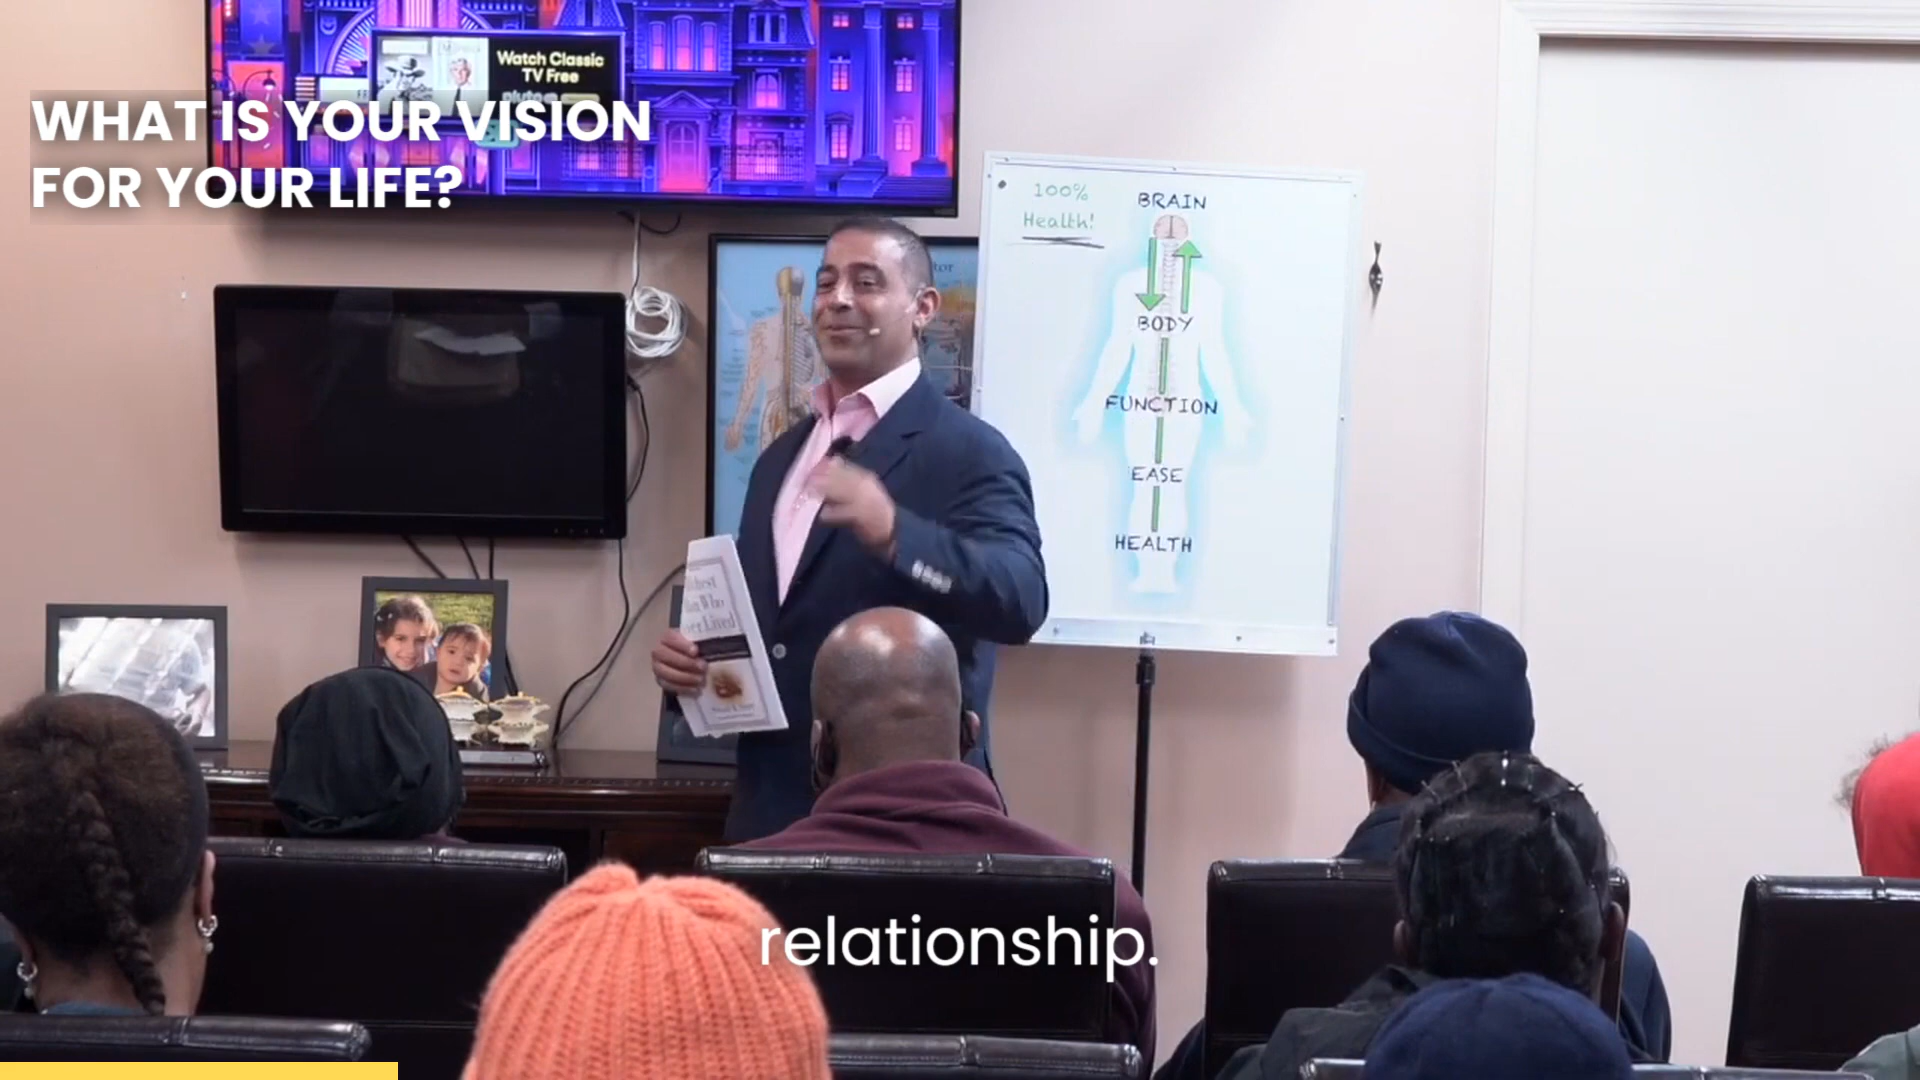 Watch Classic
TV Free
WHAT IS YOUR VISION
FOR YOUR LIFE?
100%
Health!
BRAIN
BODY
FUNCTION
EASE
HEALTH
relationship.